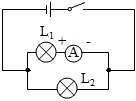 L₁ + A -
L₂